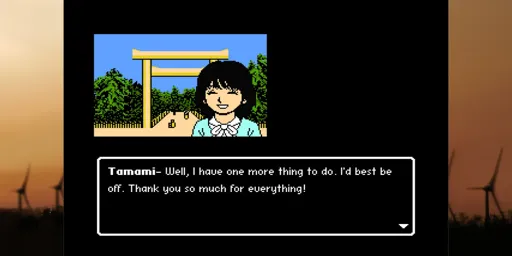 Tamami- Well, I have one more thing to do. I'd best be
off. Thank you so much for everything!